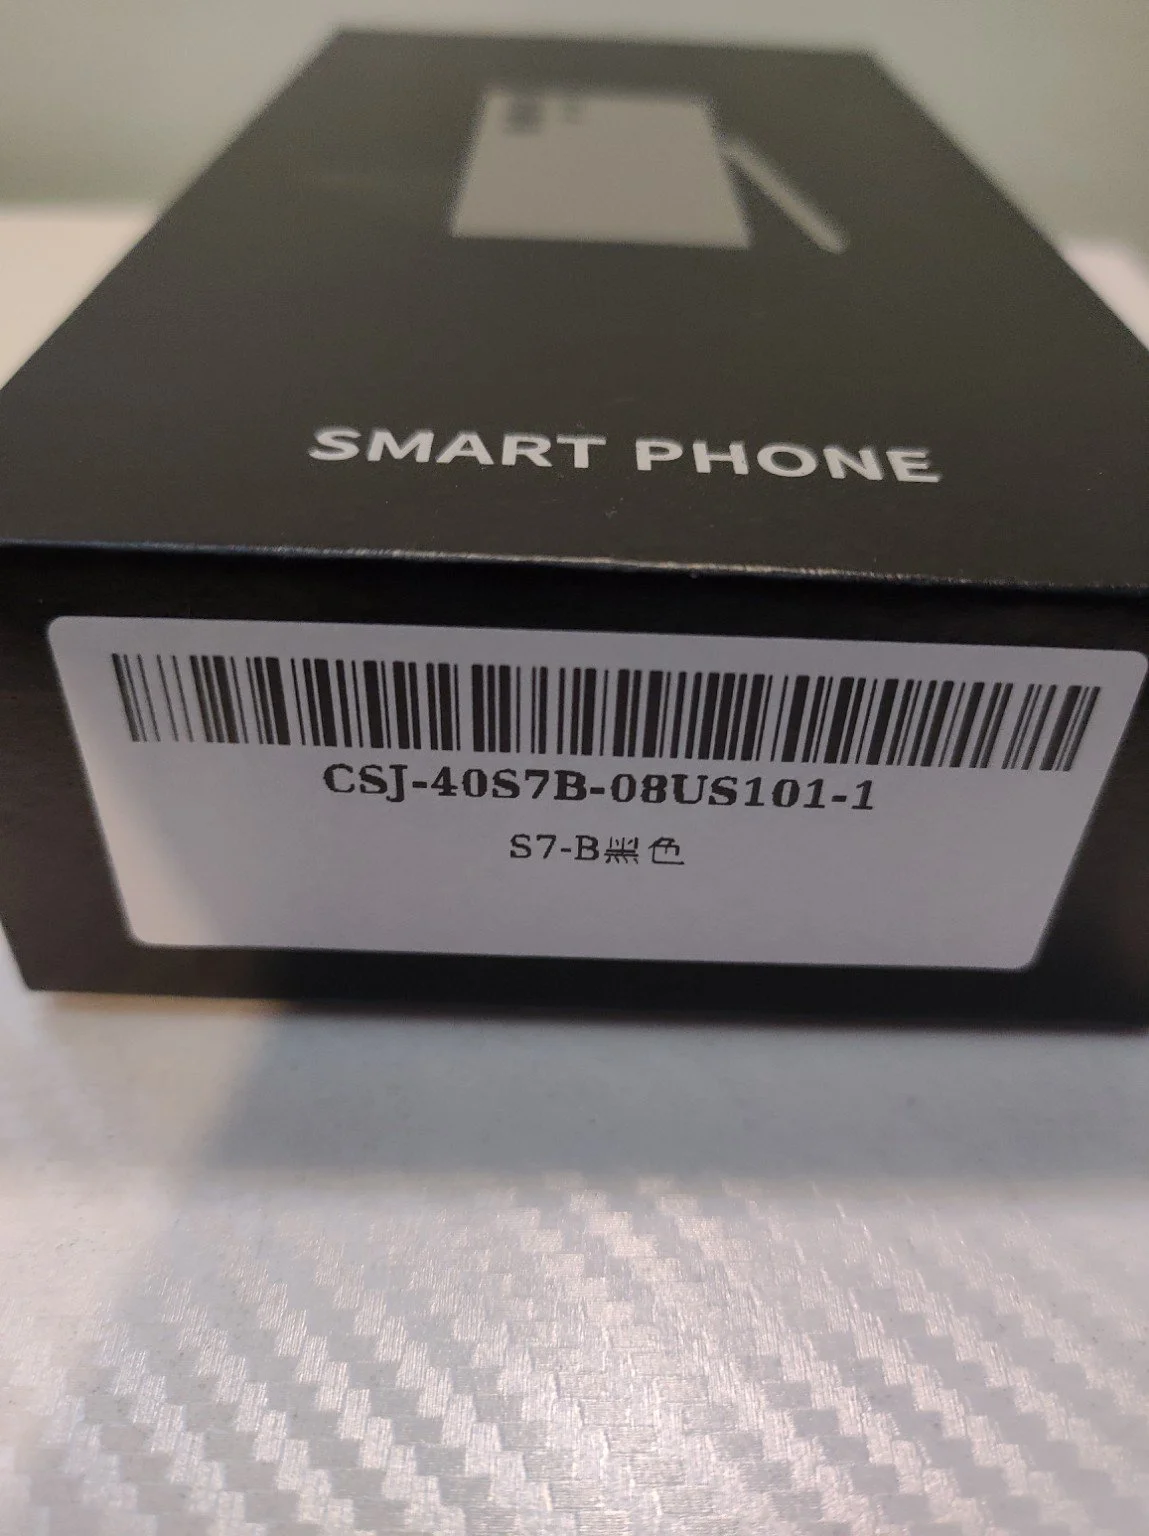 SMART PHONE
CSJ-40S7B-08US101-1
S7-B黑色